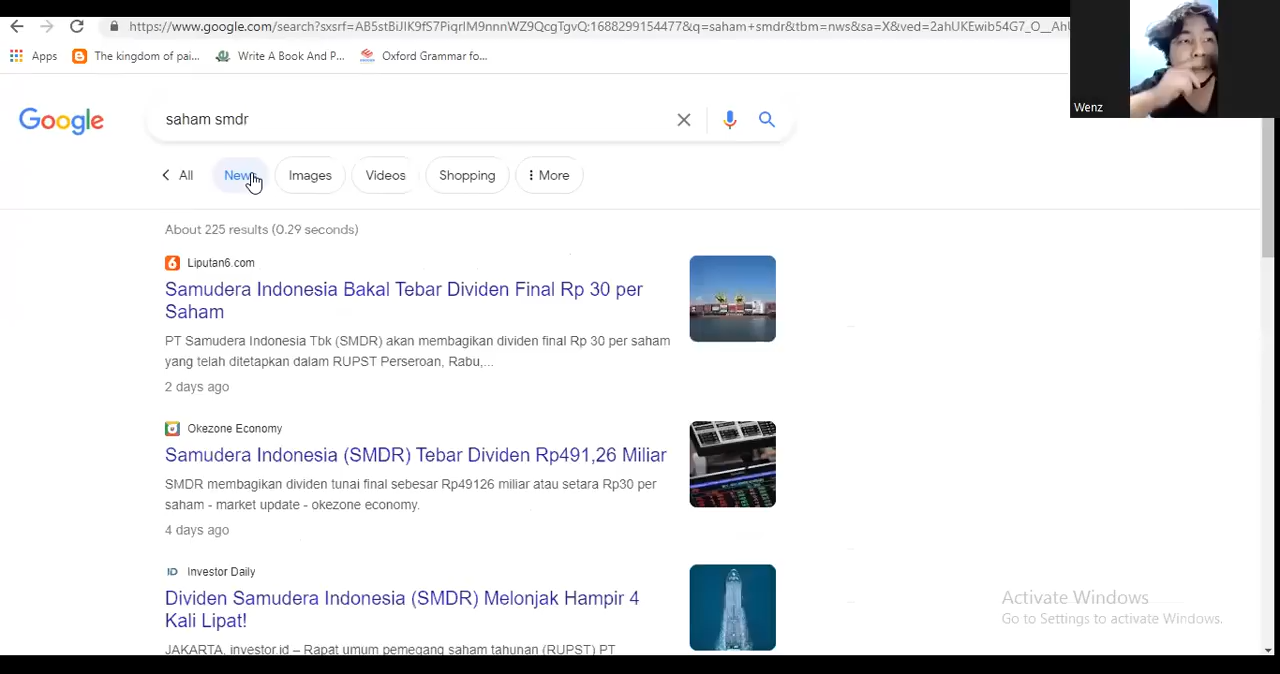 https://www.google.com/search?sxsrf=AB5stBiJIK9fS7PiqrIM9nnnWZ9QcgTgvQ:1688299154477&q=saham+smdr&tbm=nws&sa=X&ved=2ahUKEwib54G7_O__AhU
Apps The kingdom of pai... Write A Book And P... Oxford Grammar fo...
Wenz
Google saham smdr
All New Images Videos Shopping More
About 225 results (0.29 seconds)
Liputan6.com
Samudera Indonesia Bakal Tebar Dividen Final Rp 30 per
Saham
PT Samudera Indonesia Tbk (SMDR) akan membagikan dividen final Rp 30 per saham
yang telah ditetapkan dalam RUPST Perseroan, Rabu,...
2 days ago
Okezone Economy
Samudera Indonesia (SMDR) Tebar Dividen Rp491,26 Miliar
SMDR membagikan dividen tunai final sebesar Rp49126 miliar atau setara Rp30 per
saham - market update - okezone economy.
4 days ago
ID Investor Daily
Dividen Samudera Indonesia (SMDR) Melonjak Hampir 4
Kali Lipat!
JAKARTA, investor.id – Rapat umum pemegang saham tahunan (RUPST) PT
Activate Windows
Go to Settings to activate Windows.